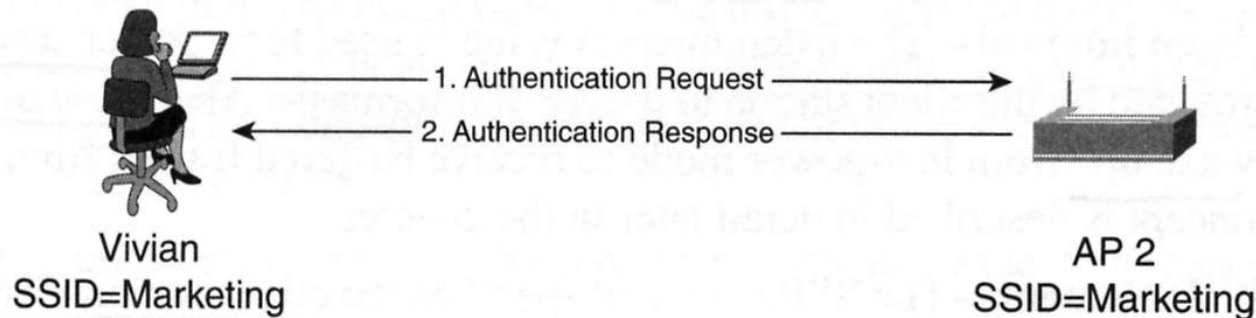 1. Authentication Request
2. Authentication Response
Vivian
SSID=Marketing
AP 2
SSID=Marketing